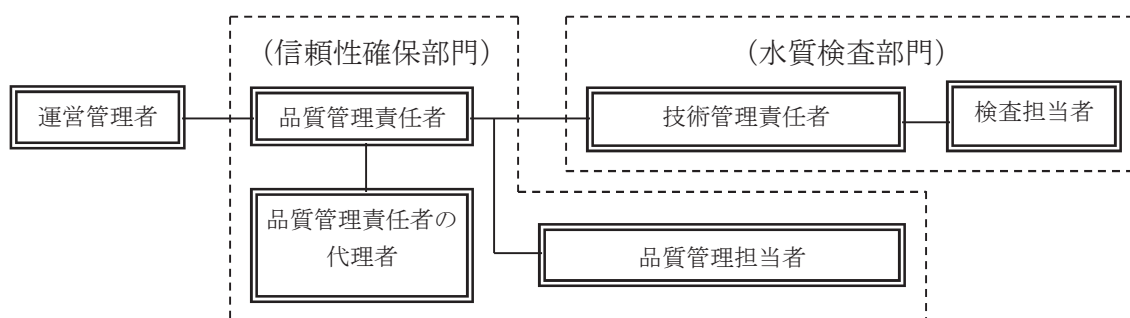 （信頼性確保部門）
（水質検査部門）
運営管理者
品質管理責任者
技術管理責任者
検査担当者
品質管理責任者の
代理者
品質管理担当者